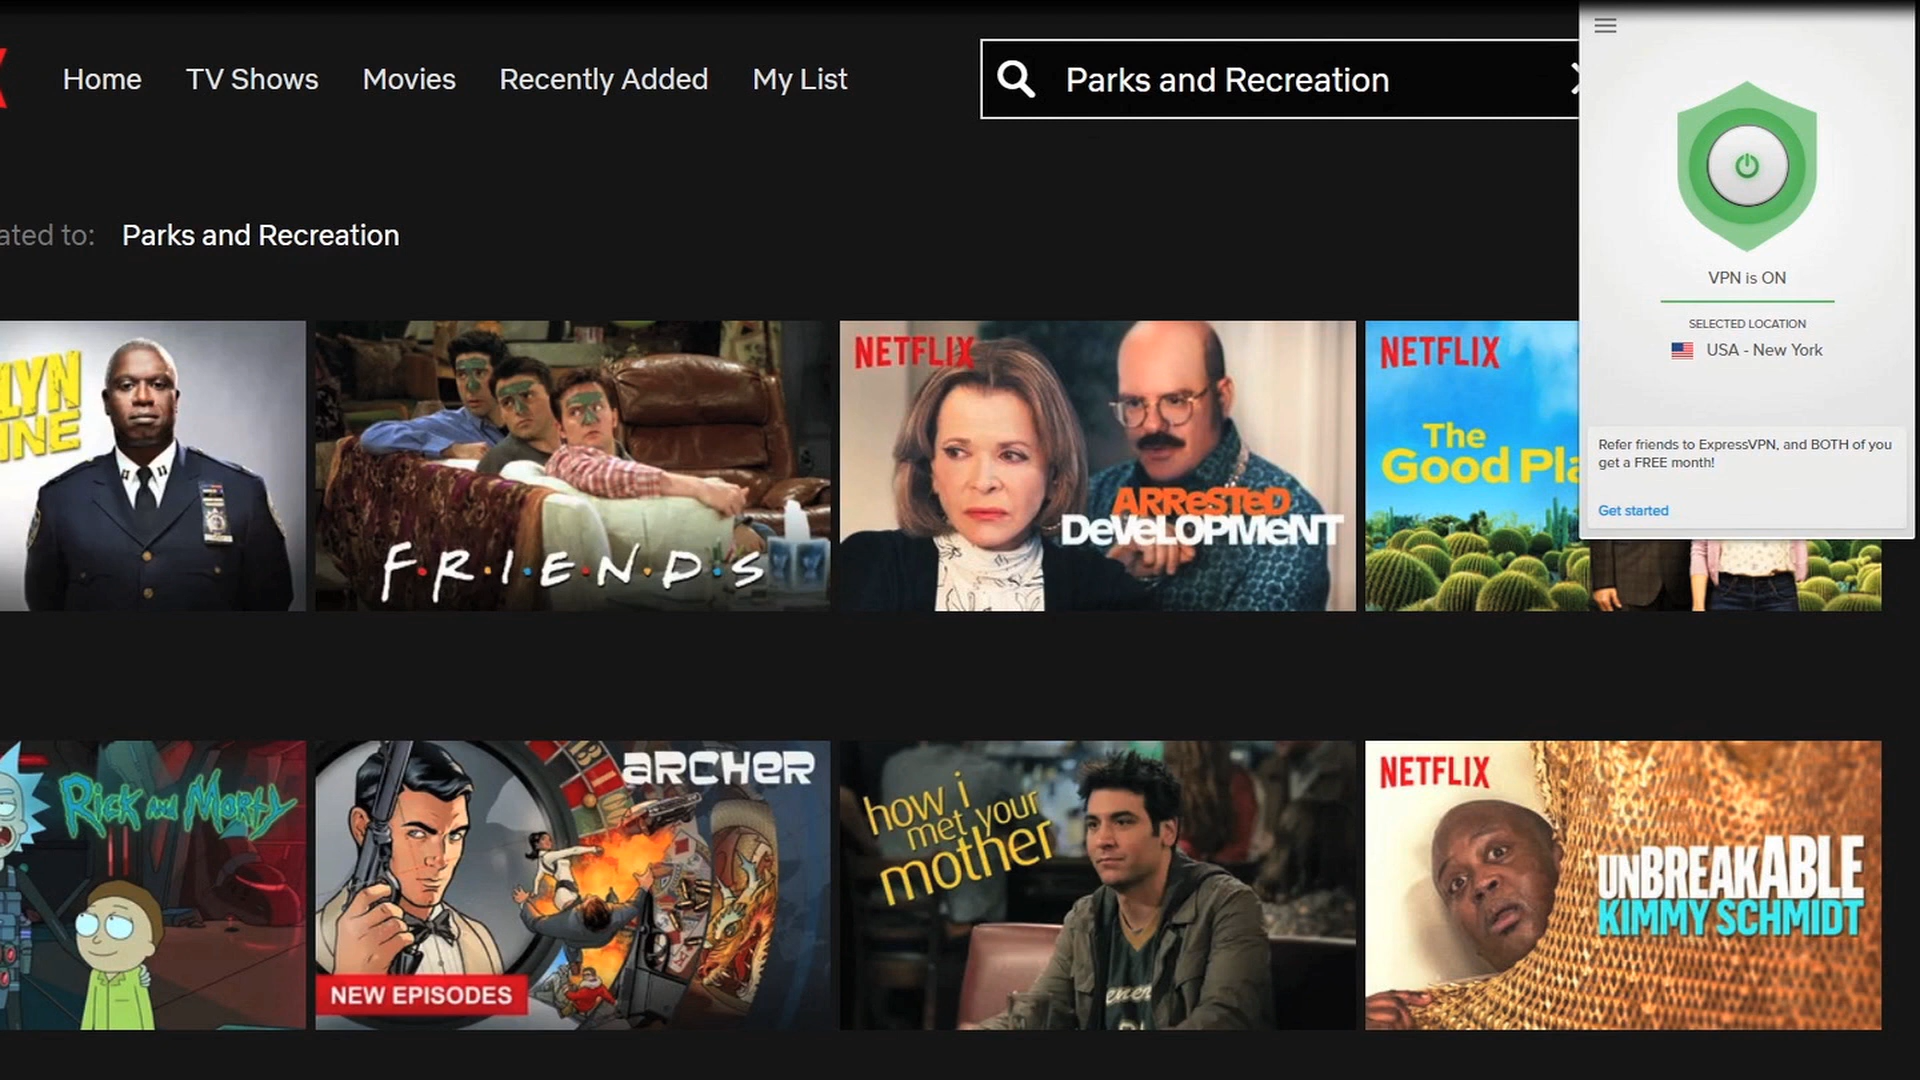 Home TV Shows Movies Recently Added My List
Parks and Recreation
ated to: Parks and Recreation
VPN is ON
SELECTED LOCATION
USA - New York
Refer friends to ExpressVPN, and BOTH of you
get a FREE month!
Get started
LYN
INE
F·R·I·E·N·D·S
NETFLIX
ARRESTED
DEVELOPMENT
NETFLIX
The
Good Pla
Rick and Morty
ARCHER
NEW EPISODES
how i
met your
mother
NETFLIX
UNBREAKABLE
KIMMY SCHMIDT